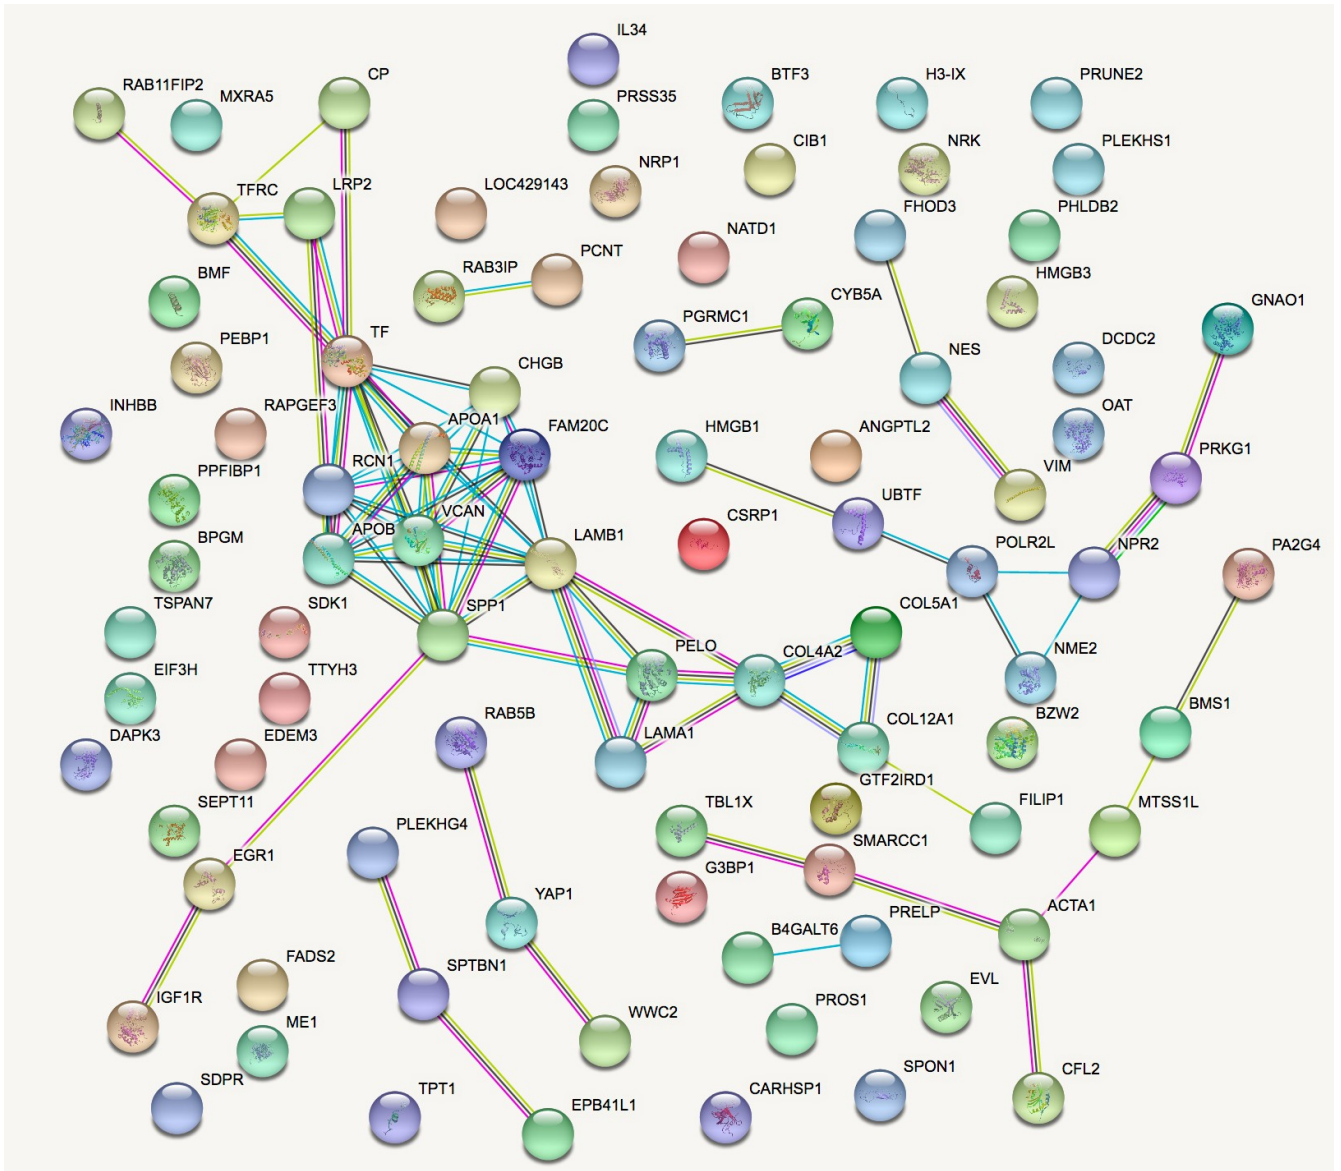 IL34
CP
RAB11FIP2
MXRA5
BTF3
H3-IX
PRUNE2
PRSS35
CIB1
NRK
PLEKHS1
NRP1
TFRC
LRP2
LOC429143
FHOD3
PHLDB2
NATD1
PCNT
RAB3IP
BMF
HMGB3
CYB5A
GNAO1
PGRMC1
TF
PEBP1
CHGB
NES
DCDC2
INHBB
RAPGEF3
APOA1
FAM20C
HMGB1
ANGPTL2
OAT
RCN1
VIM
PRKG1
PPFIBP1
UBTF
VCAN
CSRP1
APOB
LAMB1
BPGM
POLR2L
NPR2
PA2G4
TSPAN7
SDK1
SPP1
COL5A1
EIF3H
TTYH3
PELO
COL4A2
NME2
DAPK3
EDEM3
RAB5B
LAMA1
COL12A1
BZW2
BMS1
GTF2IRD1
SEPT11
TBL1X
FILIP1
MTSS1L
PLEKHG4
SMARCC1
EGR1
G3BP1
YAP1
ACTA1
PRELP
B4GALT6
FADS2
SPTBN1
EVL
IGF1R
WWC2
PROS1
ME1
SDPR
TPT1
EPB41L1
CARHSP1
SPON1
CFL2